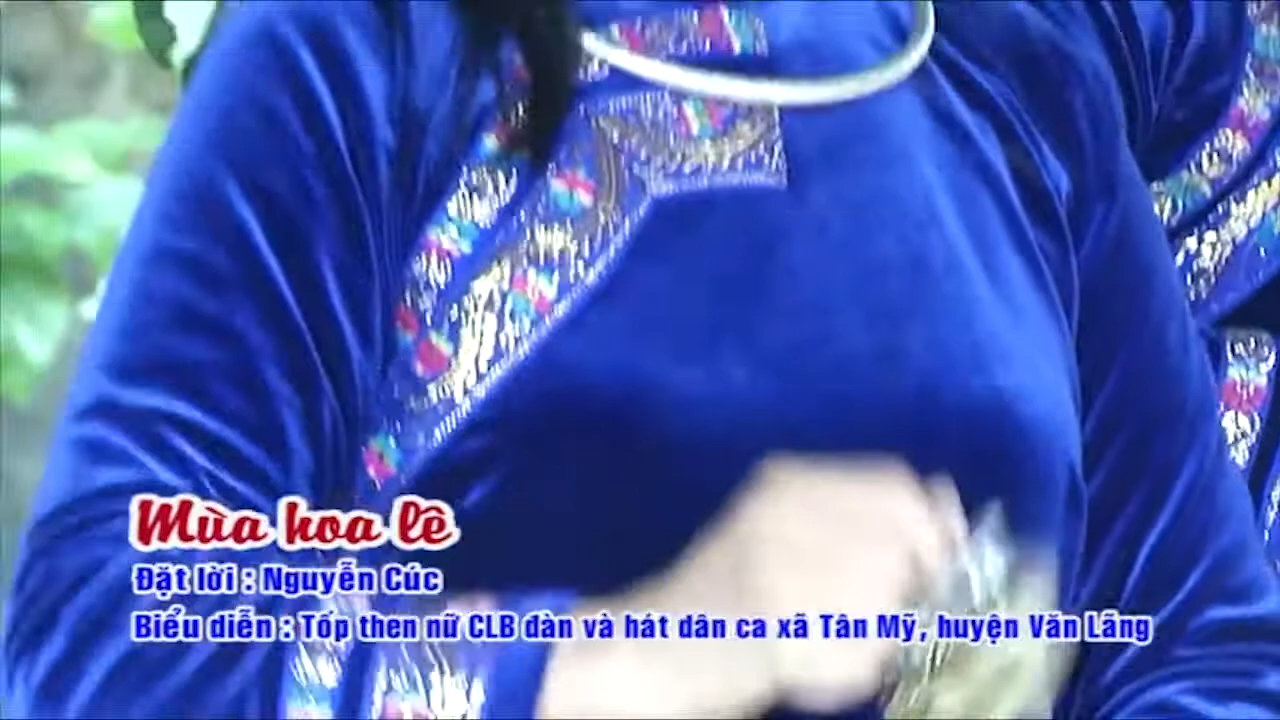 Mùa hoa lê
Đặt lời : Nguyễn Cúc
Biểu diễn : Tốp then nữ CLB đàn và hát dân ca xã Tân Mỹ, huyện Văn Lãng